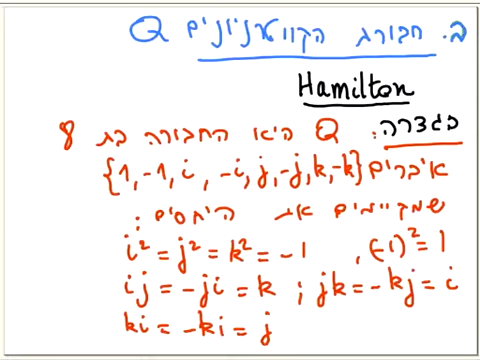 ב. חבורת הקווטרניונים Q
Hamilton
הגדרה: Q היא החבורה בת 8
איברים {1, -1, i, -i, j, -j, k, -k}
שמקיימים את היחסים:
i² = j² = k² = -1 , (-1)² = 1
ij = -ji = k ; jk = -kj = i
ki = -ki = j